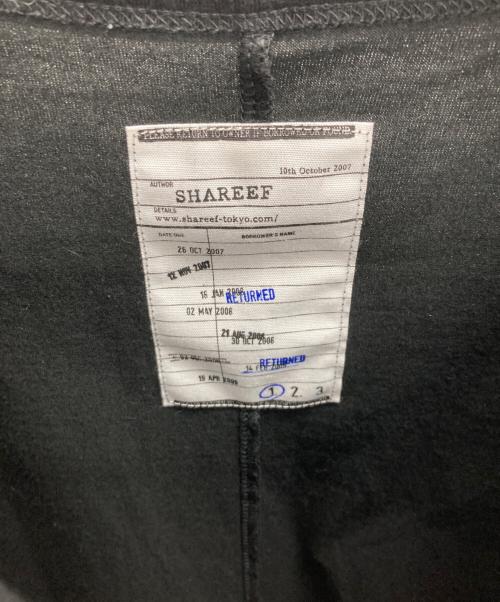 PLEASE RETURN TO OWNER IF BORROWED OR FOUND
10th October 2007
AUTHOR
SHAREEF
DETAILS
www.shareef-tokyo.com/
DATE DUE BORROWER'S NAME
26 OCT 2007
12 NOV 2007
16 JAN 2008 RETURNED
02 MAY 2008
21 AUG 2008
30 OCT 2008
RETURNED
14 FEB 2009
15 APR 2009
1 2. 3